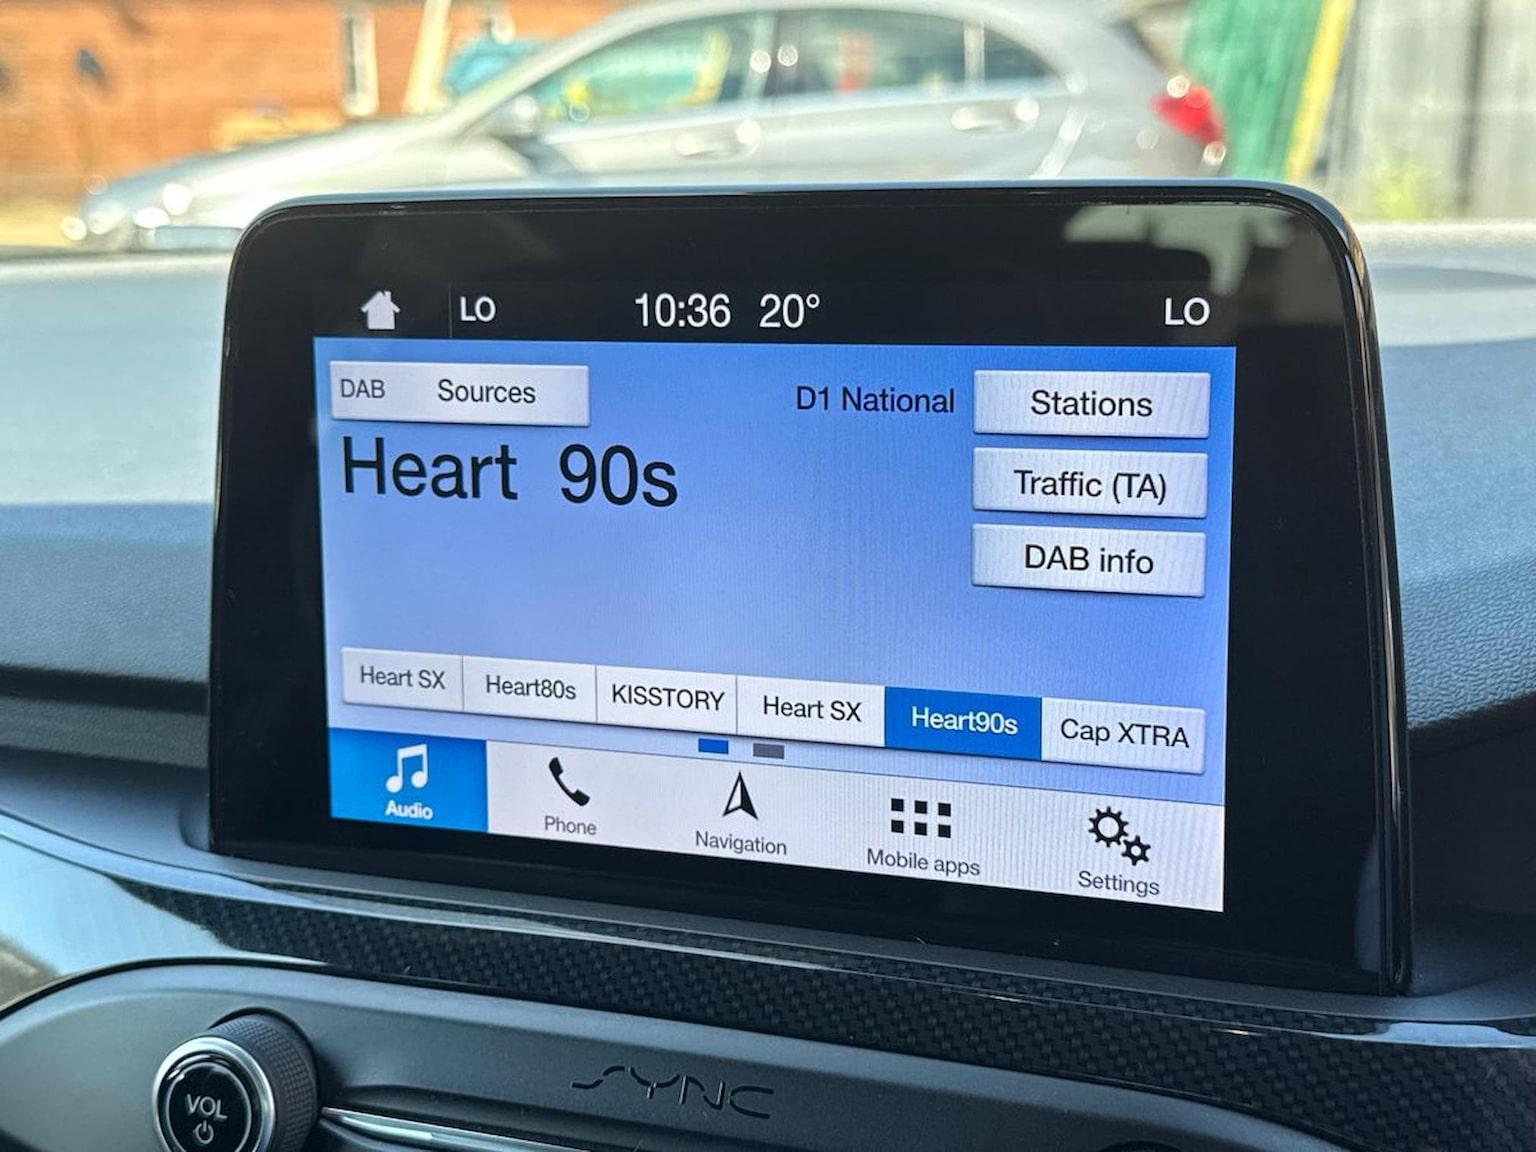 LO 10:36 20° LO
DAB Sources
D1 National
Stations
Heart 90s
Traffic (TA)
DAB info
Heart SX Heart80s KISSTORY Heart SX Heart90s Cap XTRA
Audio Phone Navigation Mobile apps Settings
SYNC
VOL